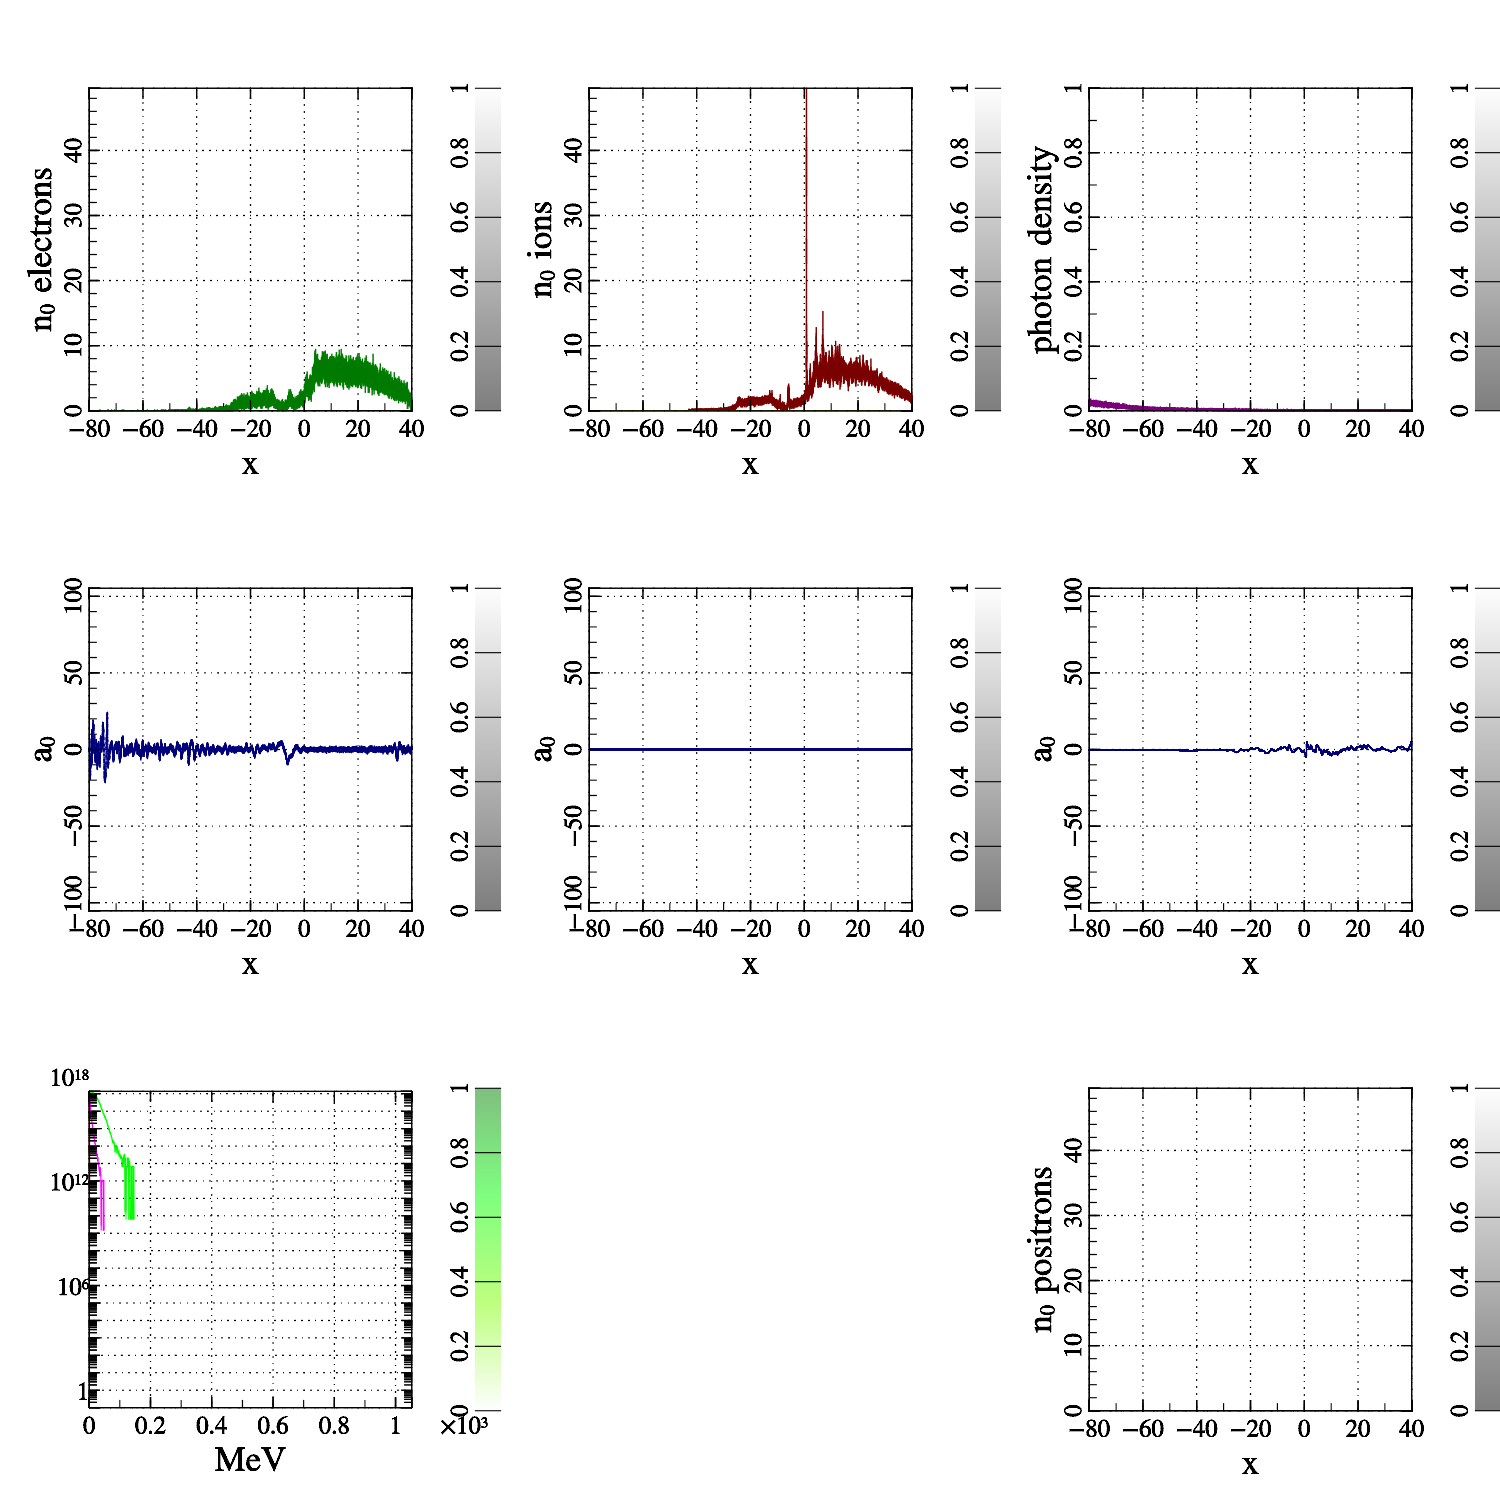 n₀ electrons
0 10 20 30 40
−80 −60 −40 −20 0 20 40
x
0 0.2 0.4 0.6 0.8 1
n₀ ions
0 10 20 30 40
−80 −60 −40 −20 0 20 40
x
0 0.2 0.4 0.6 0.8 1
photon density
0 0.2 0.4 0.6 0.8 1
−80 −60 −40 −20 0 20 40
x
0 0.2 0.4 0.6 0.8 1
a₀
−100 −50 0 50 100
−80 −60 −40 −20 0 20 40
x
0 0.2 0.4 0.6 0.8 1
a₀
−100 −50 0 50 100
−80 −60 −40 −20 0 20 40
x
0 0.2 0.4 0.6 0.8 1
a₀
−100 −50 0 50 100
−80 −60 −40 −20 0 20 40
x
0 0.2 0.4 0.6 0.8 1
10¹⁸
10¹²
10⁶
1
0 0.2 0.4 0.6 0.8 1
×10³
MeV
0 0.2 0.4 0.6 0.8 1
n₀ positrons
0 10 20 30 40
−80 −60 −40 −20 0 20 40
x
0 0.2 0.4 0.6 0.8 1